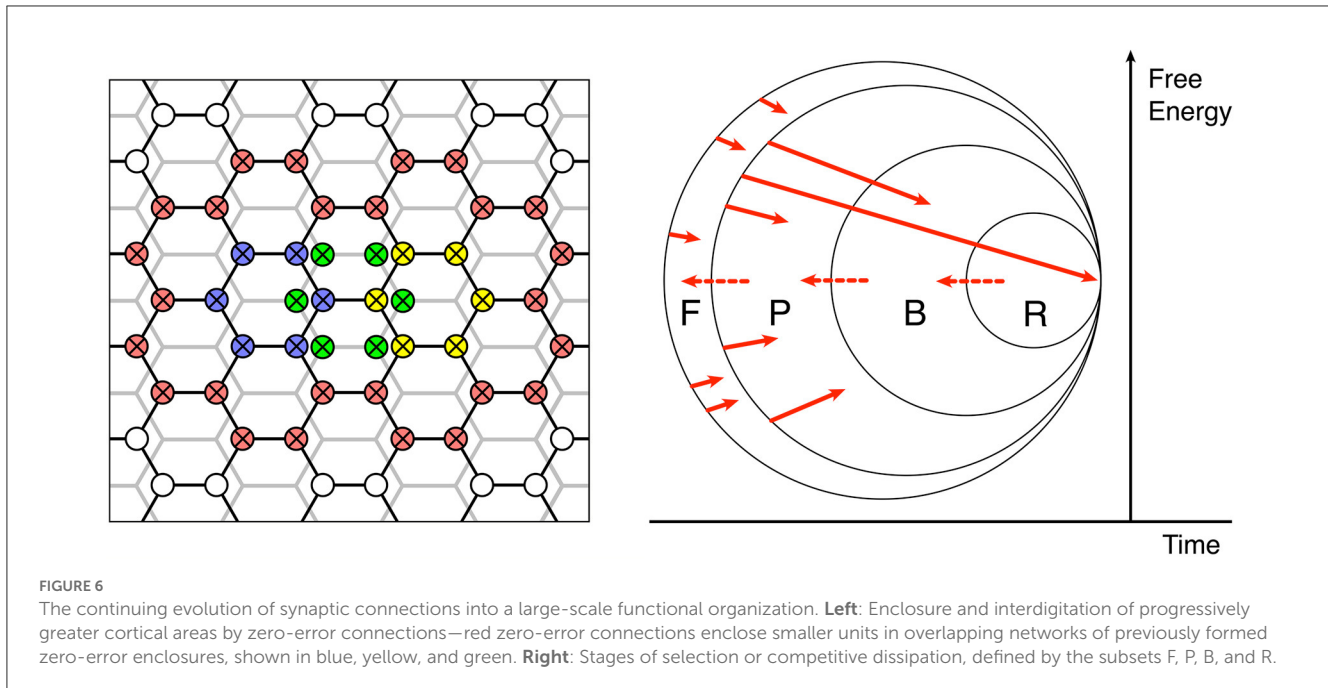 Free
Energy
F
P
B
R
Time
FIGURE 6
The continuing evolution of synaptic connections into a large-scale functional organization. Left: Enclosure and interdigitation of progressively
greater cortical areas by zero-error connections—red zero-error connections enclose smaller units in overlapping networks of previously formed
zero-error enclosures, shown in blue, yellow, and green. Right: Stages of selection or competitive dissipation, defined by the subsets F, P, B, and R.